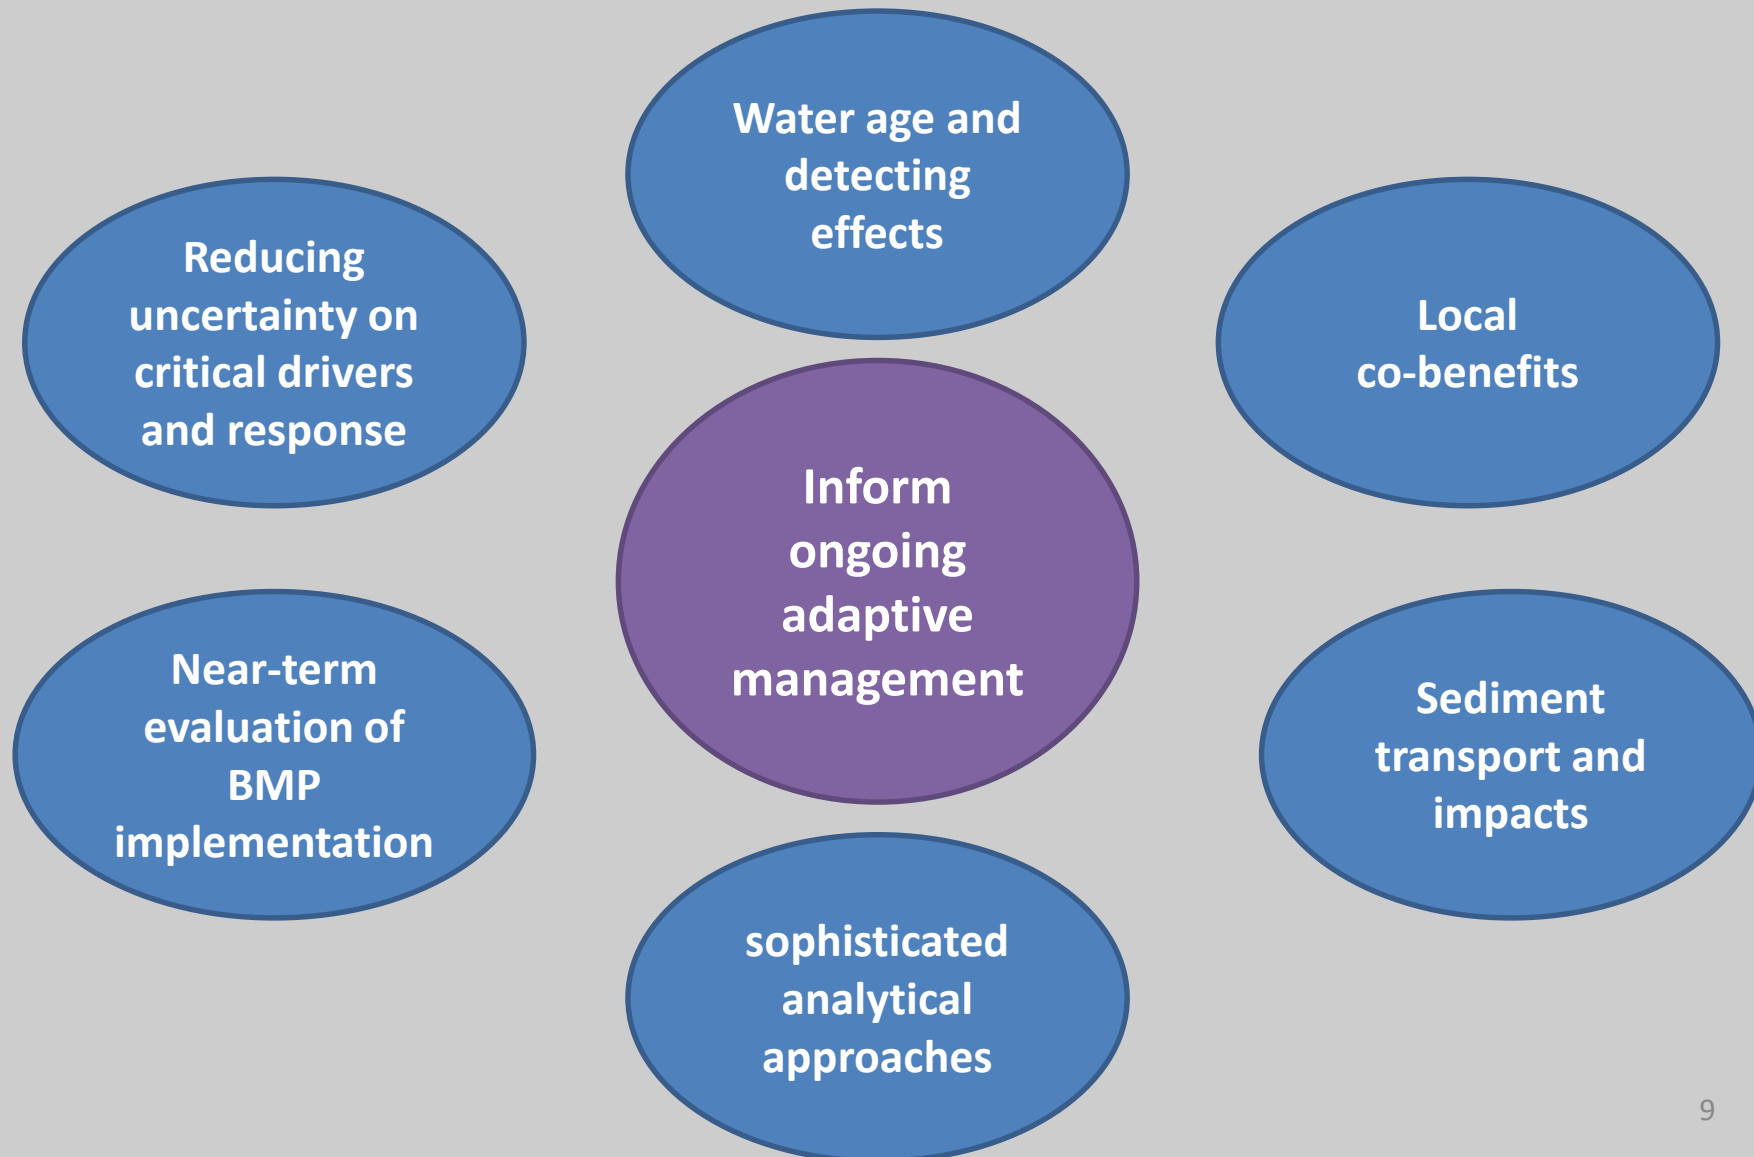 Water age and
detecting
effects
Reducing
uncertainty on
critical drivers
and response
Local
co-benefits
Inform
ongoing
adaptive
management
Near-term
evaluation of
BMP
implementation
Sediment
transport and
impacts
sophisticated
analytical
approaches
9